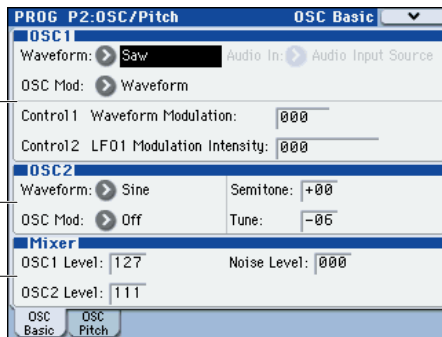 PROG P2:OSC/Pitch OSC Basic
OSC1
Waveform: Saw Audio In: Audio Input Source
OSC Mod: Waveform
Control1 Waveform Modulation: 000
Control2 LFO1 Modulation Intensity: 000
OSC2
Waveform: Sine Semitone: +00
OSC Mod: Off Tune: -06
Mixer
OSC1 Level: 127 Noise Level: 000
OSC2 Level: 111
OSC Basic OSC Pitch